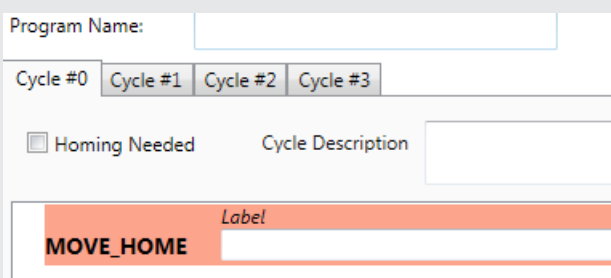 Program Name:
Cycle #0 Cycle #1 Cycle #2 Cycle #3
Homing Needed Cycle Description
Label
MOVE_HOME